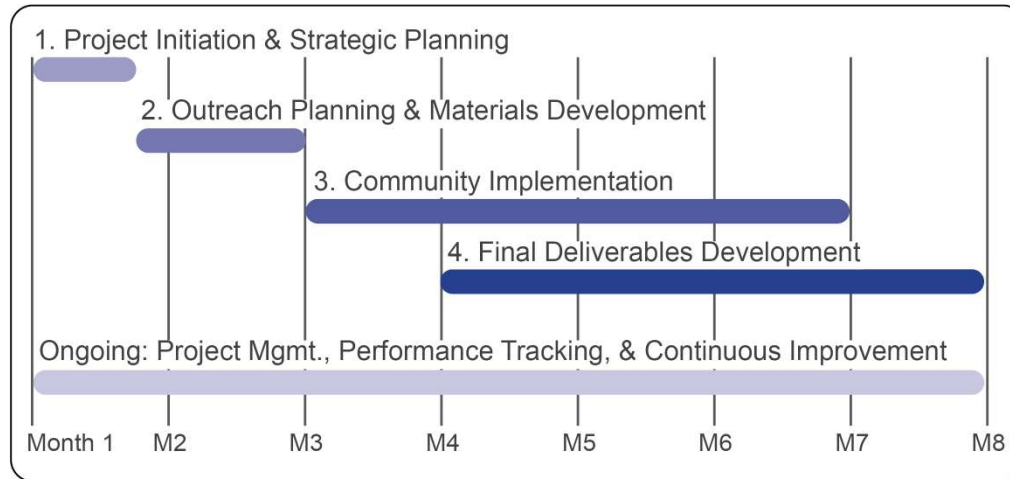 1. Project Initiation & Strategic Planning
2. Outreach Planning & Materials Development
3. Community Implementation
4. Final Deliverables Development
Ongoing: Project Mgmt., Performance Tracking, & Continuous Improvement
Month 1 M2 M3 M4 M5 M6 M7 M8